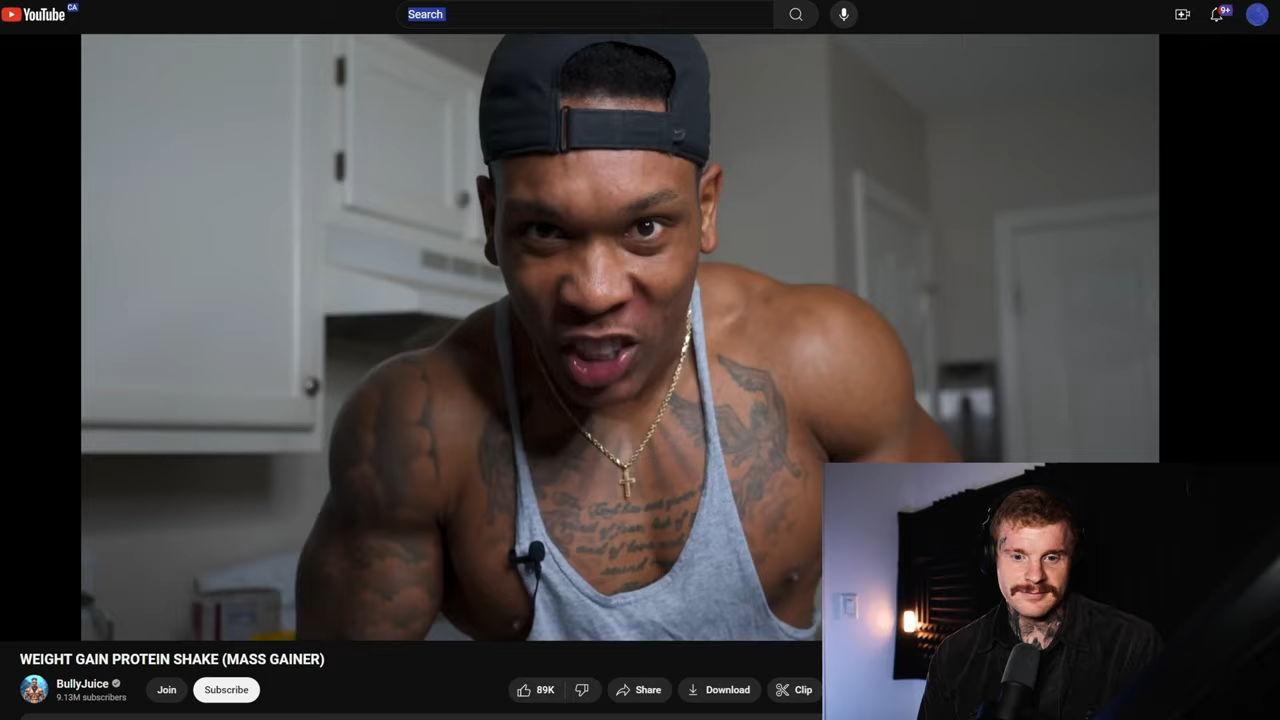 YouTube CA
Search
9+
WEIGHT GAIN PROTEIN SHAKE (MASS GAINER)
BullyJuice
9.13M subscribers
Join
Subscribe
89K
Share
Download
Clip